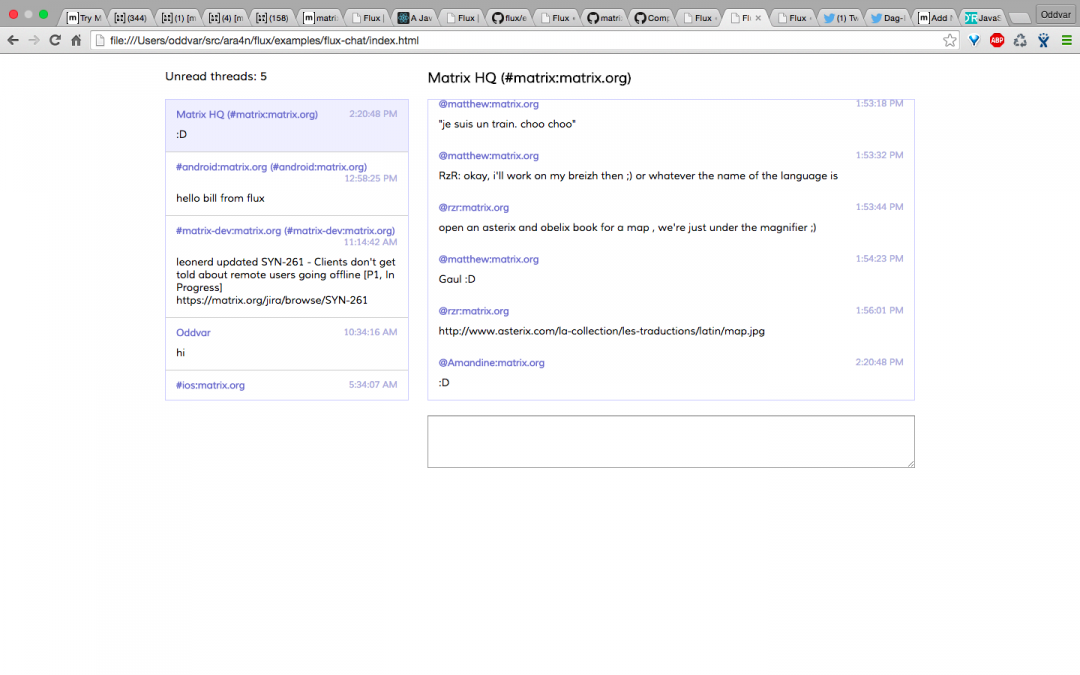 Try M
(344)
(1) [m
(4) [m
(158)
matri
Flux |
A Jav
Flux |
flux/e
Flux
matri
Comp
Flux
Fl
Flux
(1) Tw
Dag-
Add
JavaS
Oddvar
file:///Users/oddvar/src/ara4n/flux/examples/flux-chat/index.html
ABP
Unread threads: 5
Matrix HQ (#matrix:matrix.org) 2:20:48 PM
:D
#android:matrix.org (#android:matrix.org)
12:58:25 PM
hello bill from flux
#matrix-dev:matrix.org (#matrix-dev:matrix.org)
11:14:42 AM
leonerd updated SYN-261 - Clients don't get
told about remote users going offline [P1, In
Progress]
https://matrix.org/jira/browse/SYN-261
Oddvar 10:34:16 AM
hi
#ios:matrix.org 5:34:07 AM
Matrix HQ (#matrix:matrix.org)
@matthew:matrix.org 1:53:18 PM
"je suis un train. choo choo"
@matthew:matrix.org 1:53:32 PM
RzR: okay, i'll work on my breizh then ;) or whatever the name of the language is
@rzr:matrix.org 1:53:44 PM
open an asterix and obelix book for a map , we're just under the magnifier ;)
@matthew:matrix.org 1:54:23 PM
Gaul :D
@rzr:matrix.org 1:56:01 PM
http://www.asterix.com/la-collection/les-traductions/latin/map.jpg
@Amandine:matrix.org 2:20:48 PM
:D